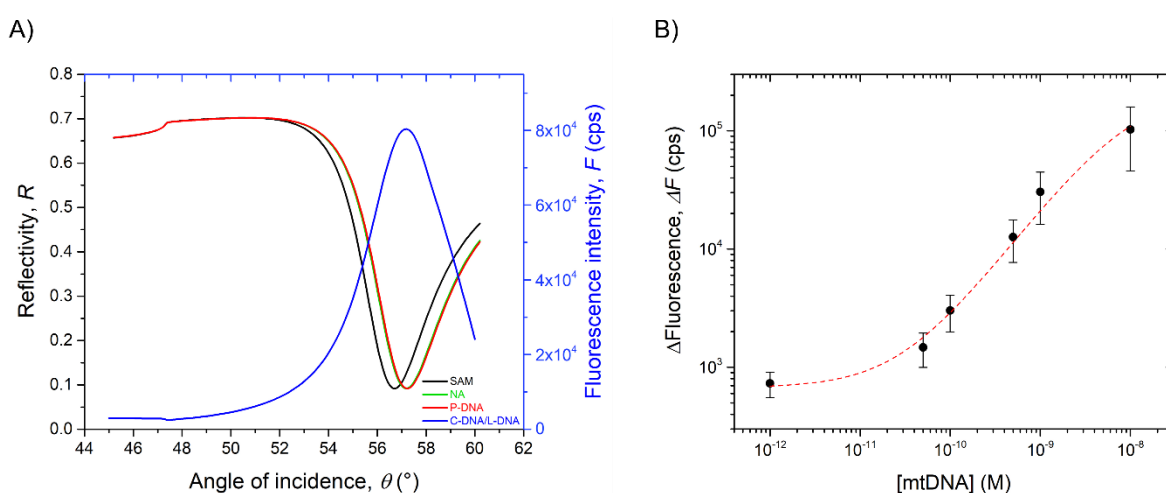 A)
0.8
0.7
0.6
0.5
0.4
0.3
0.2
0.1
0.0
Reflectivity, R
44 46 48 50 52 54 56 58 60 62
Angle of incidence, θ (°)
8x10⁴
6x10⁴
4x10⁴
2x10⁴
0
Fluorescence intensity, F (cps)
SAM
NA
P-DNA
C-DNA/L-DNA
B)
10⁵
10⁴
10³
ΔFluorescence, ΔF (cps)
10⁻¹² 10⁻¹¹ 10⁻¹⁰ 10⁻⁹ 10⁻⁸
[mtDNA] (M)